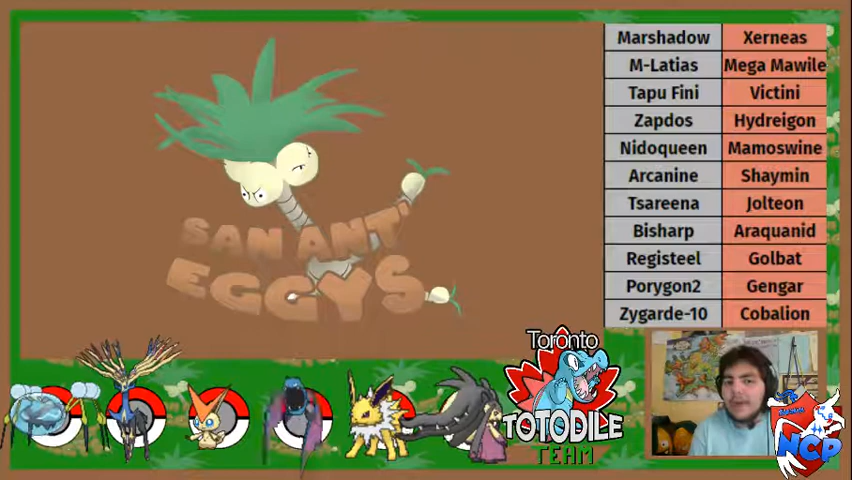 Marshadow Xerneas
M-Latias Mega Mawile
Tapu Fini Victini
Zapdos Hydreigon
Nidoqueen Mamoswine
Arcanine Shaymin
Tsareena Jolteon
Bisharp Araquanid
Registeel Golbat
Porygon2 Gengar
Zygarde-10 Cobalion
SAN ANT'
EGGYS
Toronto
TOTODILE
TEAM
NCP